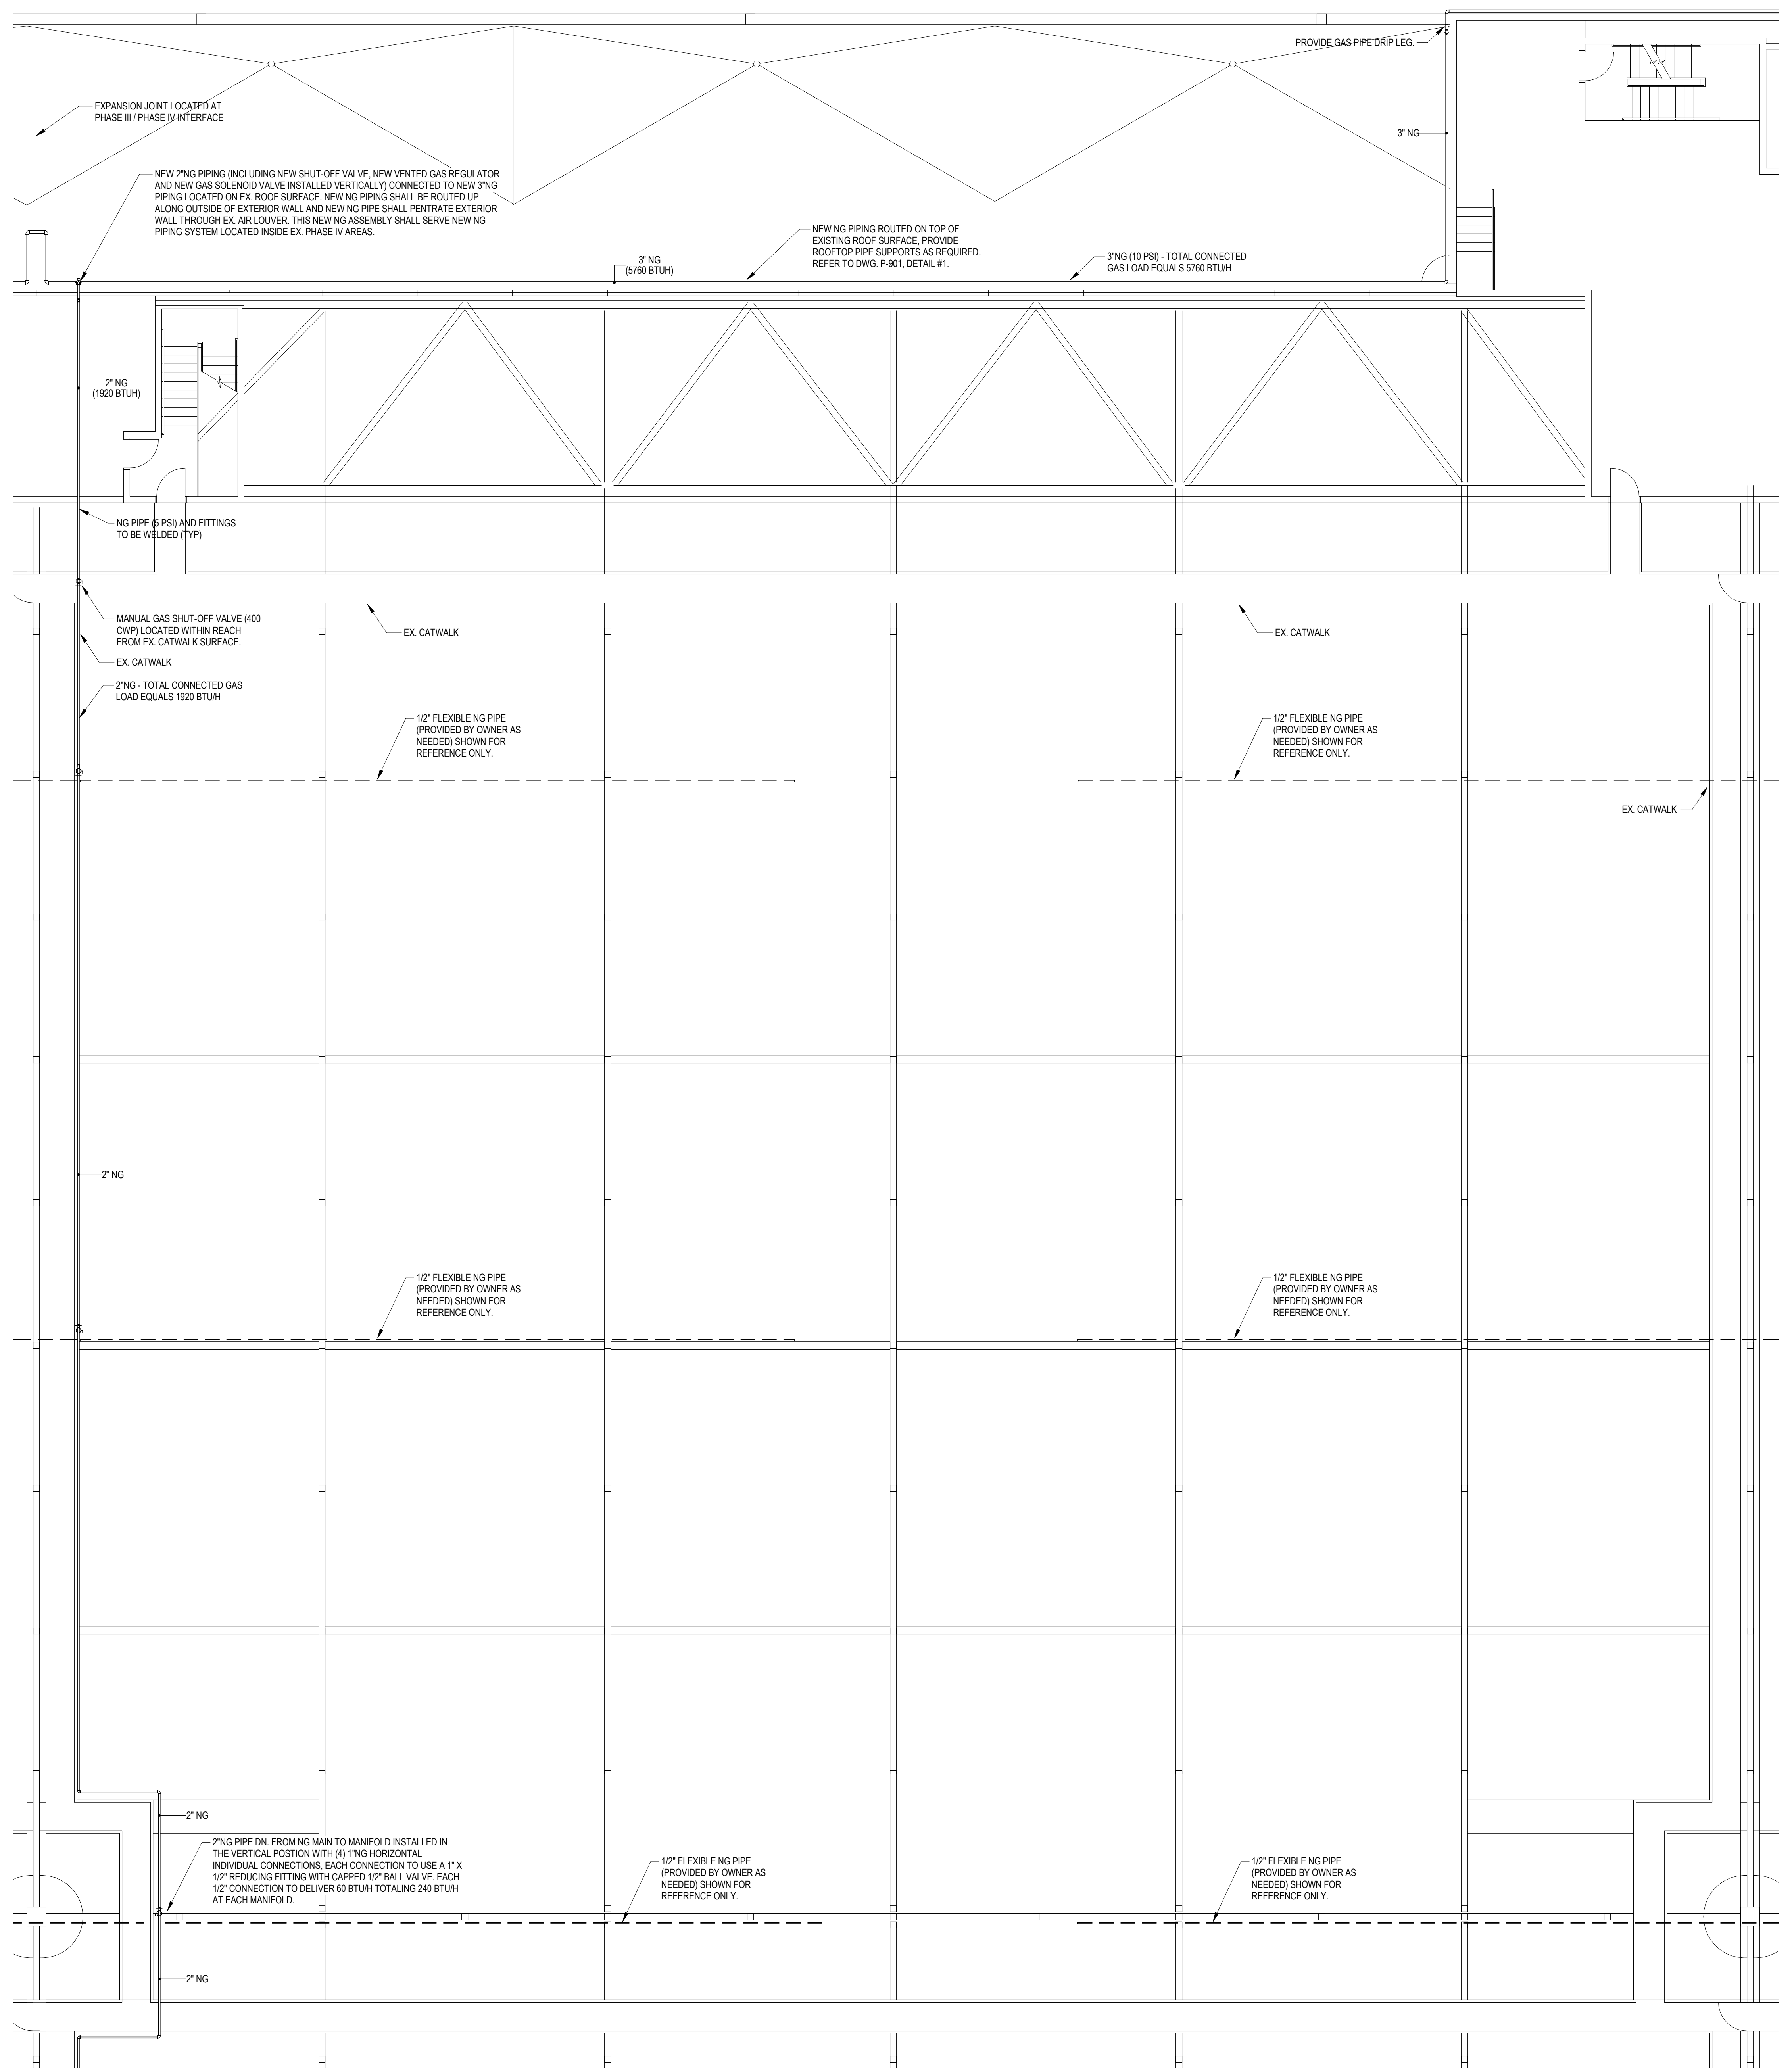 PROVIDE GAS PIPE DRIP LEG.
EXPANSION JOINT LOCATED AT
PHASE III / PHASE IV INTERFACE
3" NG
NEW 2"NG PIPING (INCLUDING NEW SHUT-OFF VALVE, NEW VENTED GAS REGULATOR
AND NEW GAS SOLENOID VALVE INSTALLED VERTICALLY) CONNECTED TO NEW 3"NG
PIPING LOCATED ON EX. ROOF SURFACE. NEW NG PIPING SHALL BE ROUTED UP
ALONG OUTSIDE OF EXTERIOR WALL AND NEW NG PIPE SHALL PENTRATE EXTERIOR
WALL THROUGH EX. AIR LOUVER. THIS NEW NG ASSEMBLY SHALL SERVE NEW NG
PIPING SYSTEM LOCATED INSIDE EX. PHASE IV AREAS.
NEW NG PIPING ROUTED ON TOP OF
EXISTING ROOF SURFACE, PROVIDE
ROOFTOP PIPE SUPPORTS AS REQUIRED.
REFER TO DWG. P-901, DETAIL #1.
3" NG
(5760 BTUH)
3"NG (10 PSI) - TOTAL CONNECTED
GAS LOAD EQUALS 5760 BTU/H
2" NG
(1920 BTUH)
NG PIPE (5 PSI) AND FITTINGS
TO BE WELDED (TYP)
MANUAL GAS SHUT-OFF VALVE (400
CWP) LOCATED WITHIN REACH
FROM EX. CATWALK SURFACE.
EX. CATWALK
EX. CATWALK
EX. CATWALK
2"NG - TOTAL CONNECTED GAS
LOAD EQUALS 1920 BTU/H
1/2" FLEXIBLE NG PIPE
(PROVIDED BY OWNER AS
NEEDED) SHOWN FOR
REFERENCE ONLY.
1/2" FLEXIBLE NG PIPE
(PROVIDED BY OWNER AS
NEEDED) SHOWN FOR
REFERENCE ONLY.
EX. CATWALK
2" NG
1/2" FLEXIBLE NG PIPE
(PROVIDED BY OWNER AS
NEEDED) SHOWN FOR
REFERENCE ONLY.
1/2" FLEXIBLE NG PIPE
(PROVIDED BY OWNER AS
NEEDED) SHOWN FOR
REFERENCE ONLY.
2" NG
2"NG PIPE DN. FROM NG MAIN TO MANIFOLD INSTALLED IN
THE VERTICAL POSTION WITH (4) 1"NG HORIZONTAL
INDIVIDUAL CONNECTIONS, EACH CONNECTION TO USE A 1" X
1/2" REDUCING FITTING WITH CAPPED 1/2" BALL VALVE. EACH
1/2" CONNECTION TO DELIVER 60 BTU/H TOTALING 240 BTU/H
AT EACH MANIFOLD.
1/2" FLEXIBLE NG PIPE
(PROVIDED BY OWNER AS
NEEDED) SHOWN FOR
REFERENCE ONLY.
1/2" FLEXIBLE NG PIPE
(PROVIDED BY OWNER AS
NEEDED) SHOWN FOR
REFERENCE ONLY.
2" NG